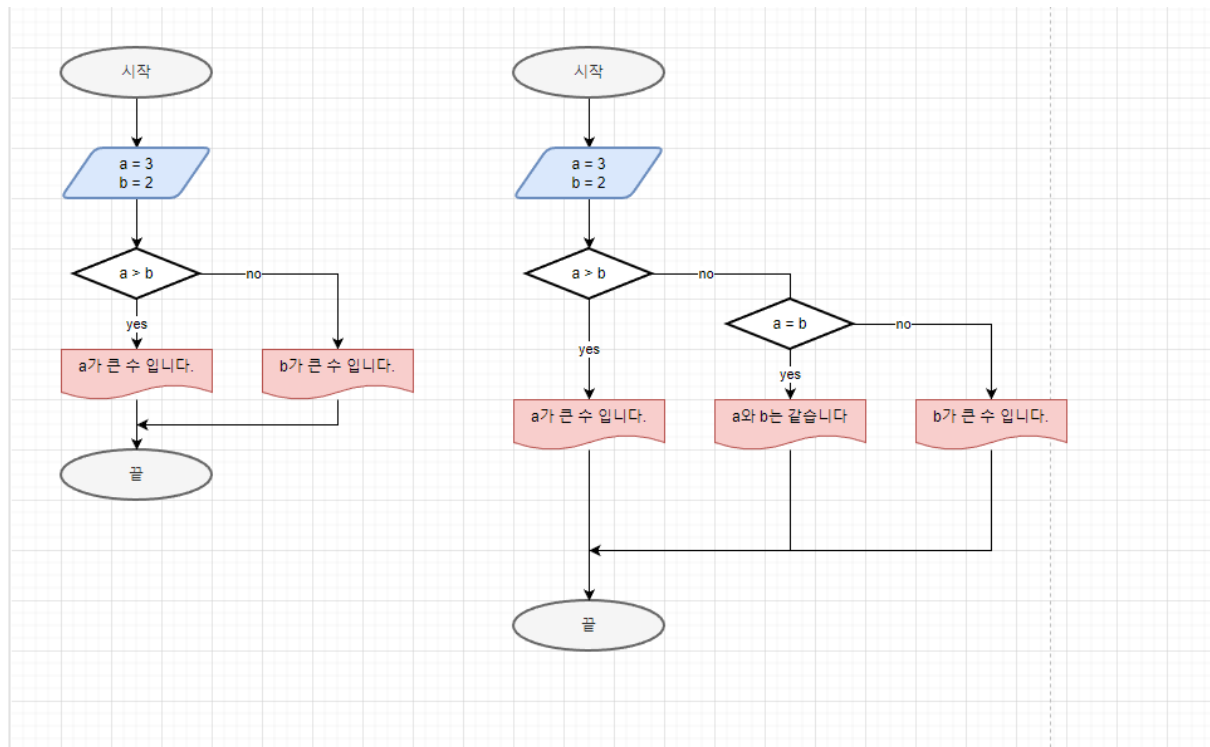 시작
a = 3
b = 2
a > b
no
yes
a가 큰 수 입니다.
b가 큰 수 입니다.
끝
시작
a = 3
b = 2
a > b
no
a = b
no
yes
yes
a가 큰 수 입니다.
a와 b는 같습니다
b가 큰 수 입니다.
끝